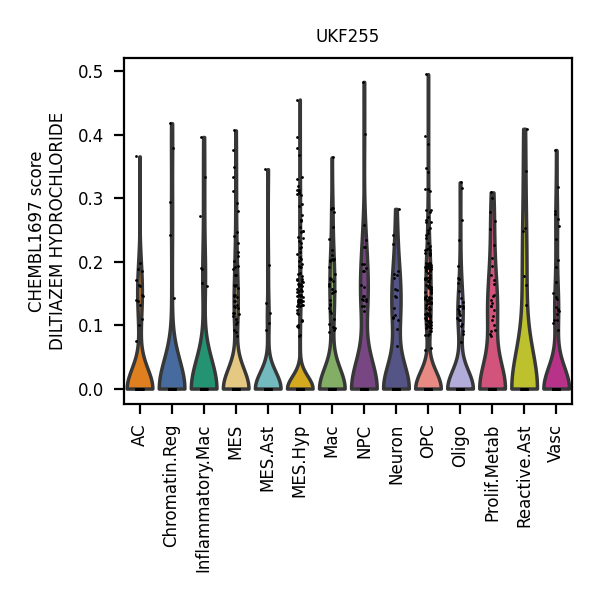 UKF255
CHEMBL1697 score
DILTIAZEM HYDROCHLORIDE
0.5
0.4
0.3
0.2
0.1
0.0
AC
Chromatin.Reg
Inflammatory.Mac
MES
MES.Ast
MES.Hyp
Mac
NPC
Neuron
OPC
Oligo
Prolif.Metab
Reactive.Ast
Vasc